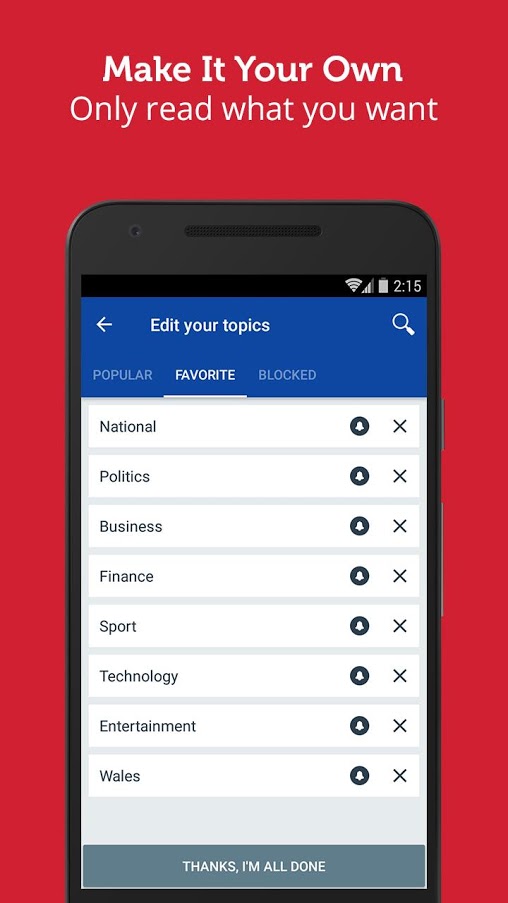 Make It Your Own
Only read what you want
2:15
Edit your topics
POPULAR FAVORITE BLOCKED
National
Politics
Business
Finance
Sport
Technology
Entertainment
Wales
THANKS, I'M ALL DONE